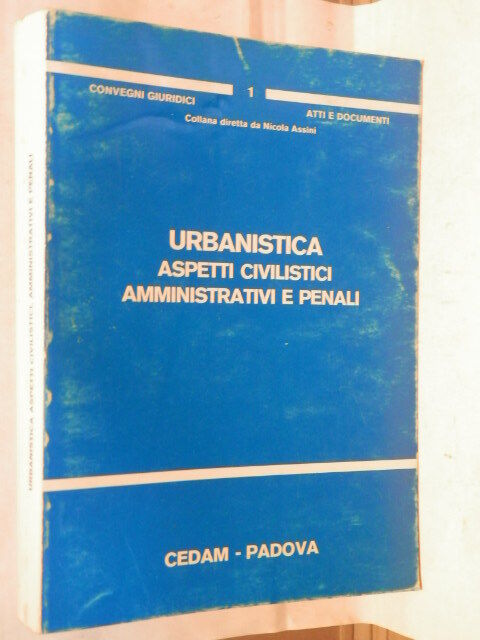 CONVEGNI GIURIDICI
1
ATTI E DOCUMENTI
Collana diretta da Nicola Assini
URBANISTICA
ASPETTI CIVILISTICI
AMMINISTRATIVI E PENALI
CEDAM - PADOVA
URBANISTICA ASPETTI CIVILISTICI, AMMINISTRATIVI E PENALI